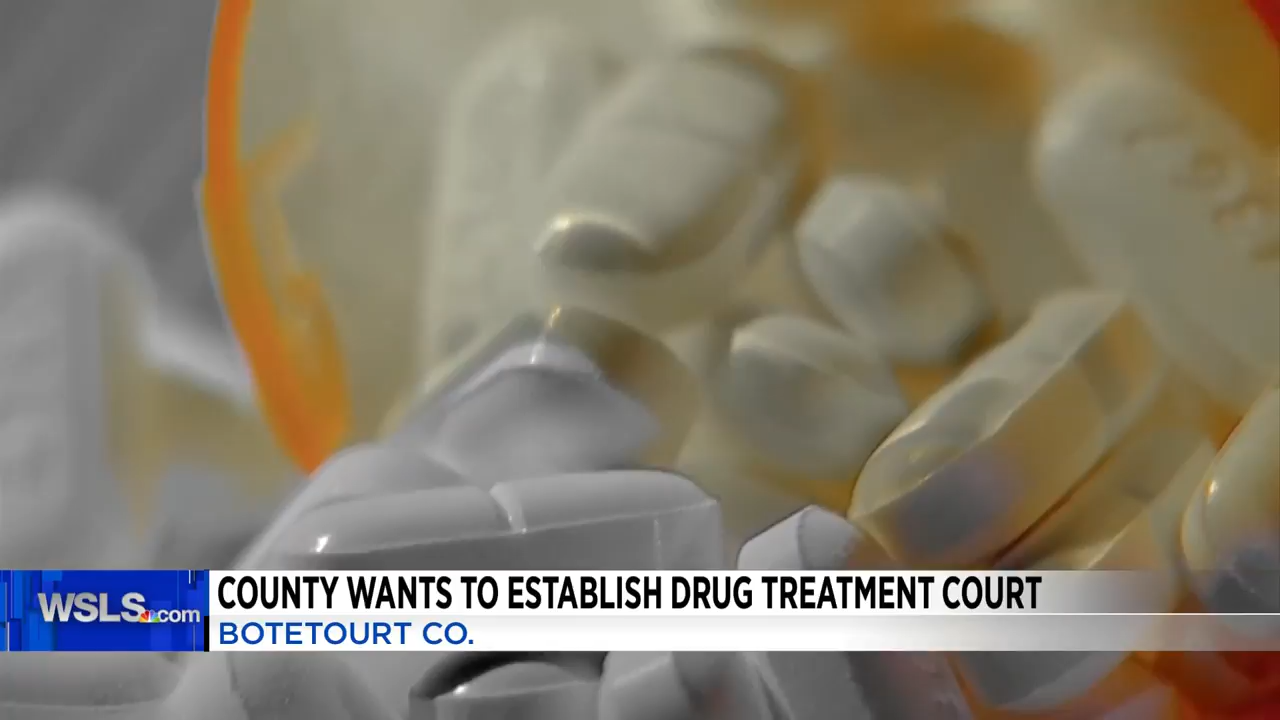 COUNTY WANTS TO ESTABLISH DRUG TREATMENT COURT
WSLS.com
BOTETOURT CO.